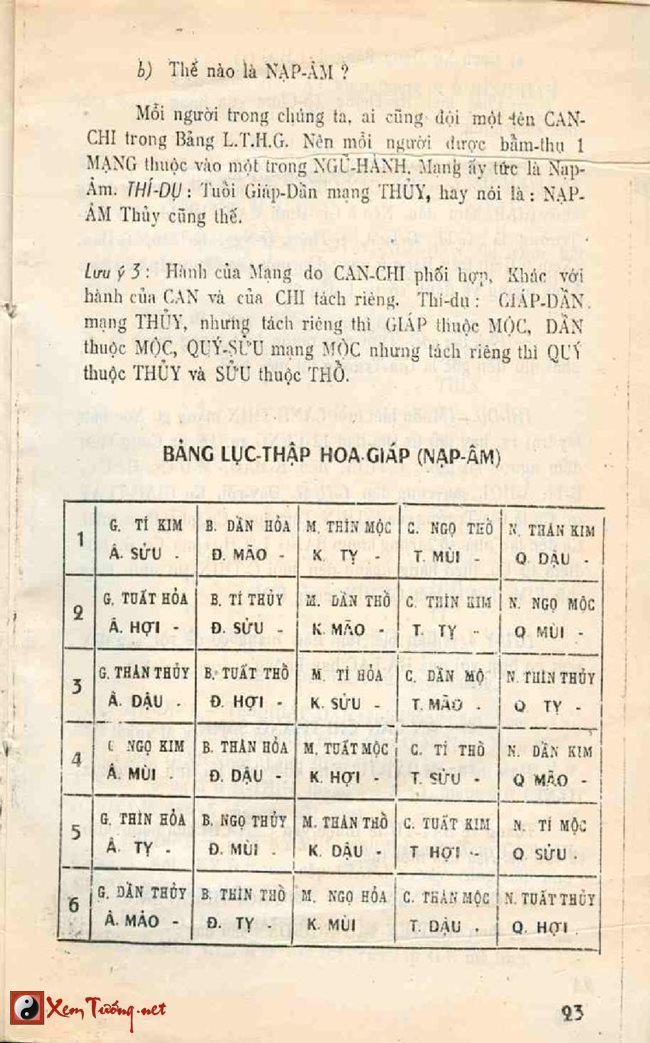 b) Thế nào là NẠP-ÂM ?
Mỗi người trong chúng ta, ai cũng đội một tên CAN-
CHI trong Bảng L.T.H.G. Nên mỗi người được bẩm-thụ 1
MẠNG thuộc vào một trong NGŨ-HÀNH. Mạng ấy tức là Nạp-
Âm. THÍ-DỤ : Tuổi Giáp-Dần mạng THỦY, hay nói là : NẠP-
ÂM Thủy cũng thế.
Lưu ý 3 : Hành của Mạng do CAN-CHI phối hợp, Khác với
hành của CAN và của CHI tách riêng. Thí-dụ : GIÁP-DẦN
mạng THỦY, nhưng tách riêng thì GIÁP thuộc MỘC, DẦN
thuộc MỘC, QUÝ-SỬU mạng MỘC nhưng tách riêng thì QUÝ
thuộc THỦY và SỬU thuộc THỔ.
BẢNG LỤC-THẬP HOA-GIÁP (NẠP-ÂM)
1 G. TÍ KIM B. DẦN HỎA M. THÌN MỘC C. NGỌ THỔ N. THÂN KIM
Ấ. SỬU - Đ. MÃO - K. TỴ - T. MÙI - Q. DẬU -
2 G. TUẤT HỎA B. TÍ THỦY M. DẦN THỔ C. THÌN KIM N. NGỌ MỘC
Ấ. HỢI - Đ. SỬU - K. MÃO - T. TỴ - Q. MÙI -
3 G. THÂN THỦY B. TUẤT THỔ M. TÍ HỎA C. DẦN MỘ N. THÌN THỦY
Ấ. DẬU - Đ. HỢI - K. SỬU - T. MÃO - Q TỴ -
4 NGỌ KIM B. THÂN HỎA M. TUẤT MỘC C. TÍ THỔ N. DẦN KIM
Ấ. MÙI - Đ. DẬU - K. HỢI - T. SỬU - Q MÃO -
5 G. THÌN HỎA B. NGỌ THỦY M. THÂN THỔ C. TUẤT KIM N. TÍ MỘC
Ấ. TỴ - Đ. MÙI - K. DẬU - T HỢI - Q. SỬU -
6 G. DẦN THỦY B. THÌN THỔ M. NGỌ HỎA C. THÂN MỘC N. TUẤT THỦY
Ấ. MÃO - Đ. TỴ - K. MÙI T. DẬU - Q. HỢI -
XemTướng.net
23